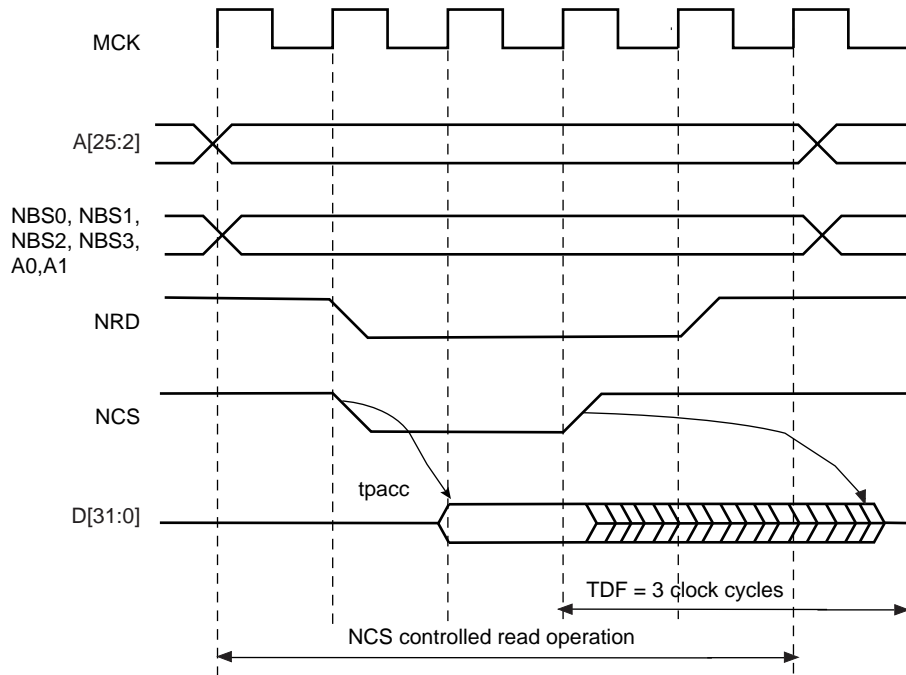 MCK
A[25:2]
NBS0, NBS1,
NBS2, NBS3,
A0,A1
NRD
NCS
tpacc
D[31:0]
TDF = 3 clock cycles
NCS controlled read operation